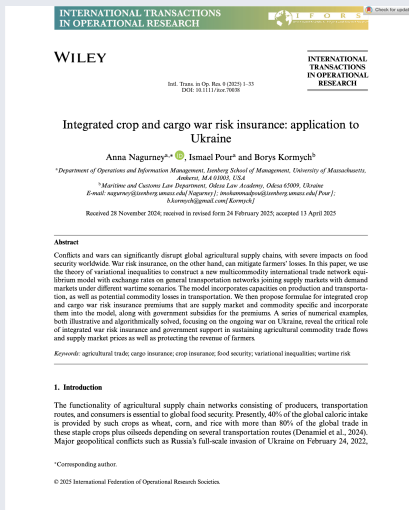 INTERNATIONAL TRANSACTIONS
IN OPERATIONAL RESEARCH
I F O R S
Check for updat
WILEY
INTERNATIONAL
TRANSACTIONS
IN OPERATIONAL
RESEARCH
Intl. Trans. in Op. Res. 0 (2025) 1–33
DOI: 10.1111/itor.70038
Integrated crop and cargo war risk insurance: application to
Ukraine
Anna Nagurneyᵃ,*, Ismael Pourᵃ and Borys Kormychᵇ
ᵃDepartment of Operations and Information Management, Isenberg School of Management, University of Massachusetts,
Amherst, MA 01003, USA
ᵇMaritime and Customs Law Department, Odesa Law Academy, Odesa 65009, Ukraine
E-mail: nagurney@isenberg.umass.edu[Nagurney]; imohammadpou@isenberg.umass.edu[Pour];
b.kormych@gmail.com[Kormych]
Received 28 November 2024; received in revised form 24 February 2025; accepted 13 April 2025
Abstract
Conflicts and wars can significantly disrupt global agricultural supply chains, with severe impacts on food
security worldwide. War risk insurance, on the other hand, can mitigate farmers' losses. In this paper, we use
the theory of variational inequalities to construct a new multicommodity international trade network equi-
librium model with exchange rates on general transportation networks joining supply markets with demand
markets under different wartime scenarios. The model incorporates capacities on production and transporta-
tion, as well as potential commodity losses in transportation. We then propose formulae for integrated crop
and cargo war risk insurance premiums that are supply market and commodity specific and incorporate
them into the model, along with government subsidies for the premiums. A series of numerical examples,
both illustrative and algorithmically solved, focusing on the ongoing war on Ukraine, reveal the critical role
of integrated war risk insurance and government support in sustaining agricultural commodity trade flows
and supply market prices as well as protecting the revenue of farmers.
Keywords: agricultural trade; cargo insurance; crop insurance; food security; variational inequalities; wartime risk
1. Introduction
The functionality of agricultural supply chain networks consisting of producers, transportation
routes, and consumers is essential to global food security. Presently, 40% of the global caloric intake
is provided by such crops as wheat, corn, and rice with more than 80% of the global trade in
these staple crops plus oilseeds depending on several transportation routes (Denamiel et al., 2024).
Major geopolitical conflicts such as Russia's full-scale invasion of Ukraine on February 24, 2022,
*Corresponding author.
© 2025 International Federation of Operational Research Societies.